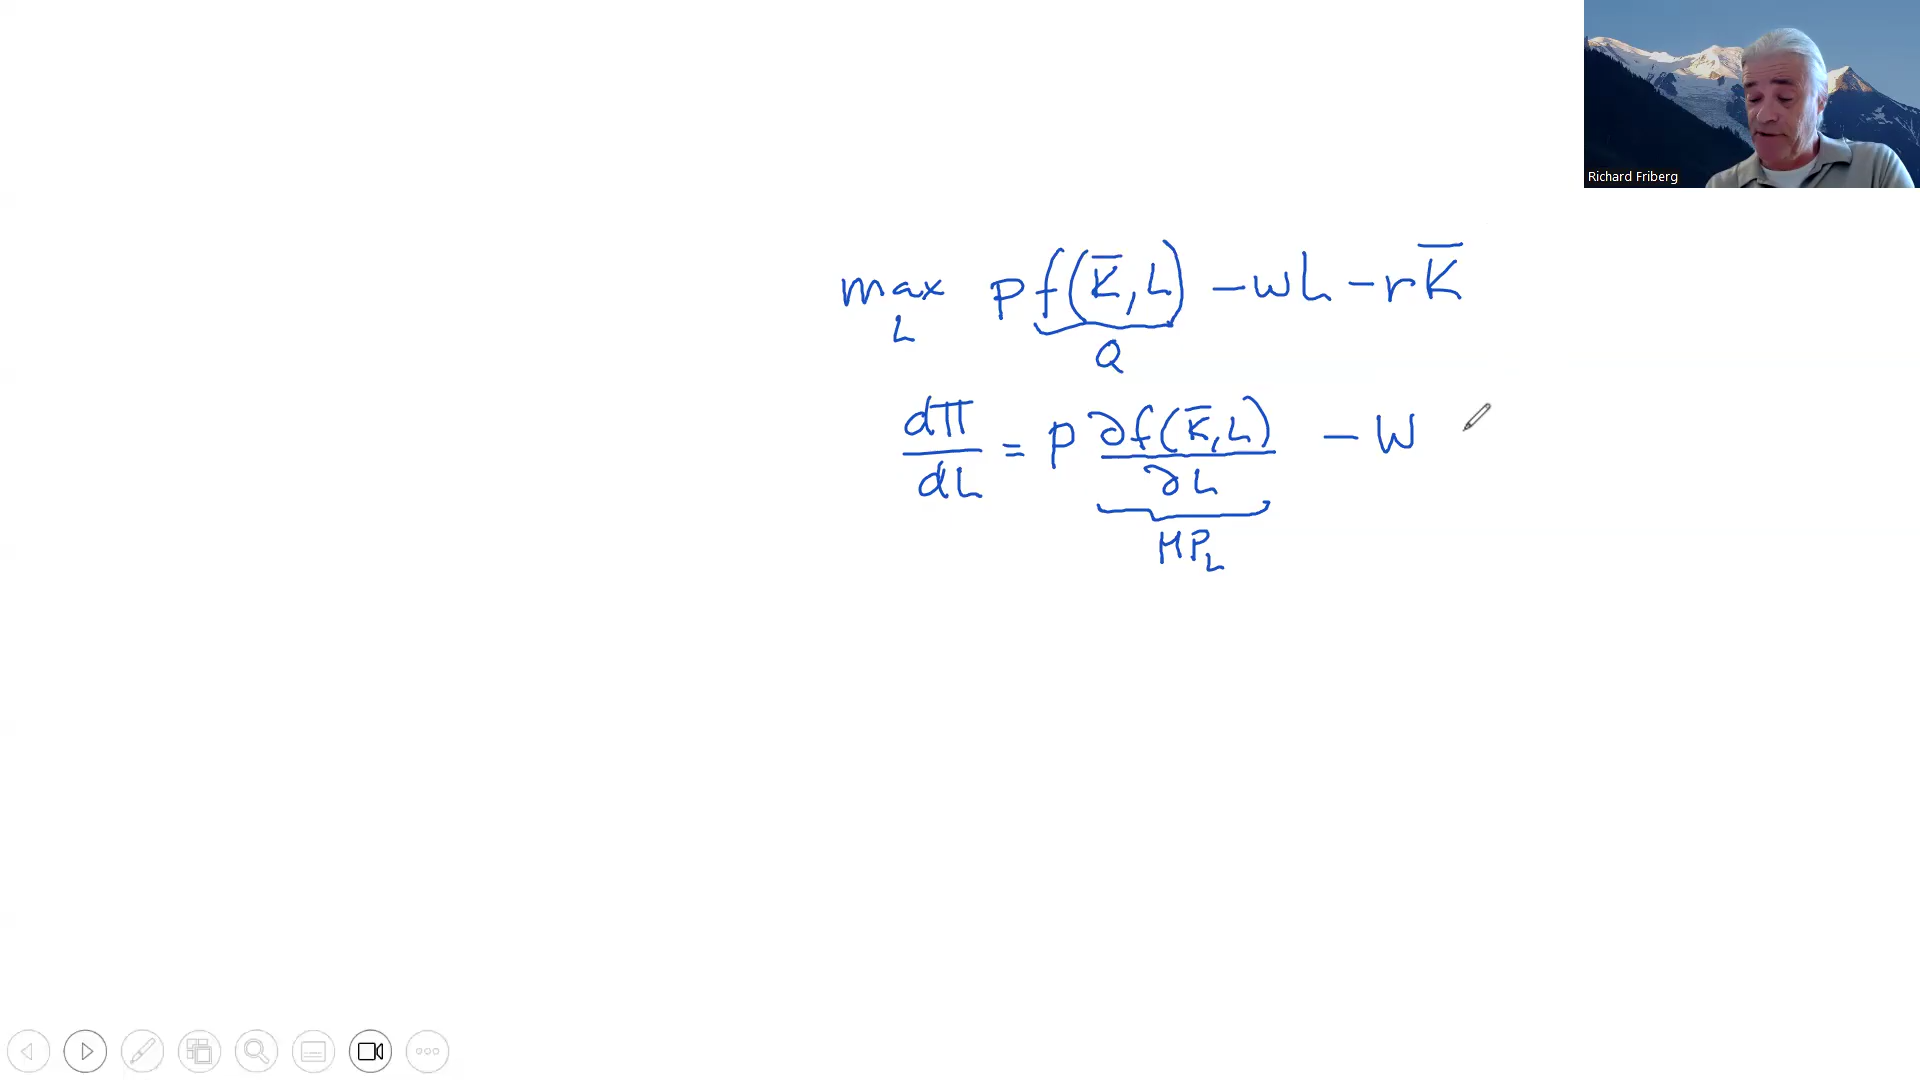 Richard Friberg
max p f(K̅, L) – wL – rK̅
L
Q
dπ/dL = p ∂f(K̅, L)/∂L – w
MP_L